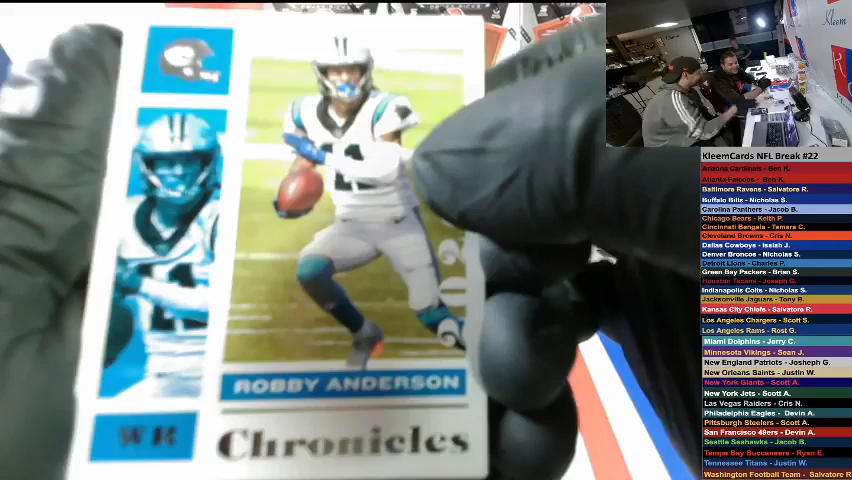 ROBBY ANDERSON
WR
Chronicles
Kleem
KleemCards NFL Break #22
Arizona Cardinals - Ben K.
Atlanta Falcons - Ben K.
Baltimore Ravens - Salvatore R.
Buffalo Bills - Nicholas S.
Carolina Panthers - Jacob B.
Chicago Bears - Keith P.
Cincinnati Bengals - Tamara C.
Cleveland Browns - Cris N.
Dallas Cowboys - Isaiah J.
Denver Broncos - Nicholas S.
Detroit Lions - Charles P.
Green Bay Packers - Brian S.
Houston Texans - Joseph G.
Indianapolis Colts - Nicholas S.
Jacksonville Jaguars - Tony B.
Kansas City Chiefs - Salvatore R.
Los Angeles Chargers - Scott S.
Los Angeles Rams - Rost G.
Miami Dolphins - Jerry C.
Minnesota Vikings - Sean J.
New England Patriots - Josheph G.
New Orleans Saints - Justin W.
New York Giants - Scott A.
New York Jets - Scott A.
Las Vegas Raiders - Cris N.
Philadelphia Eagles - Devin A.
Pittsburgh Steelers - Scott A.
San Francisco 49ers - Devin A.
Seattle Seahawks - Jacob B.
Tampa Bay Buccaneers - Ryan E.
Tennessee Titans - Justin W.
Washington Football Team - Salvatore R